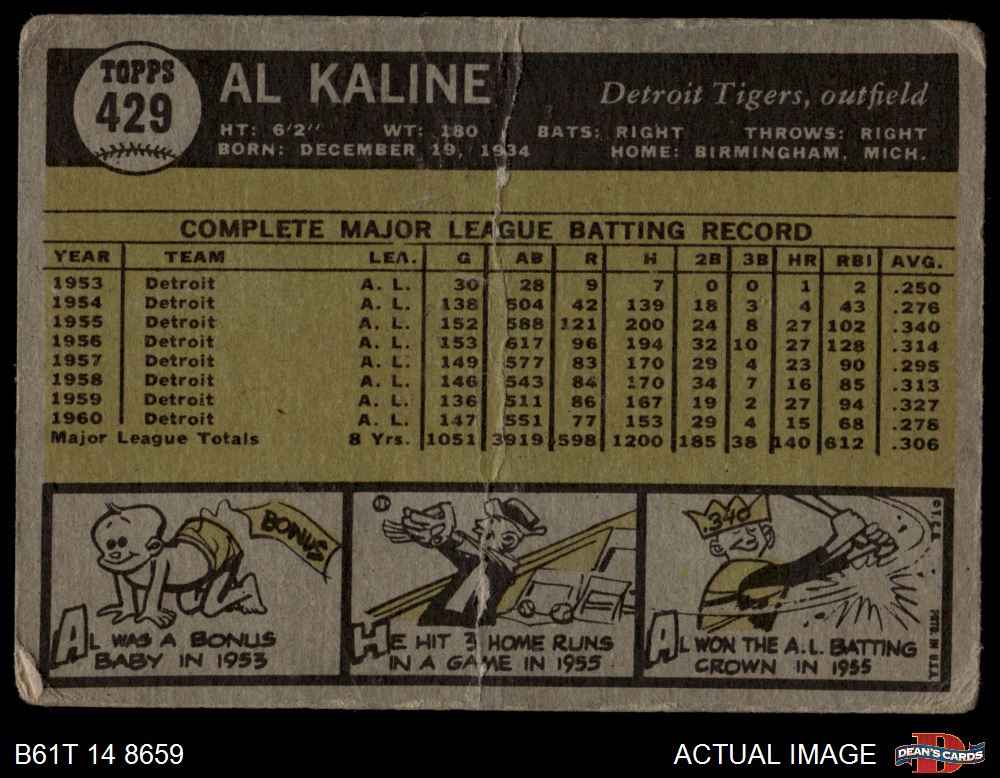 TOPPS
429
AL KALINE
Detroit Tigers, outfield
HT: 6'2" WT: 180 BATS: RIGHT THROWS: RIGHT
BORN: DECEMBER 19, 1934 HOME: BIRMINGHAM, MICH.
COMPLETE MAJOR LEAGUE BATTING RECORD
YEAR TEAM LEA. G AB R H 2B 3B HR RBI AVG.
1953 Detroit A. L. 30 28 9 7 0 0 1 2 .250
1954 Detroit A. L. 138 504 42 139 18 3 4 43 .276
1955 Detroit A. L. 152 588 121 200 24 8 27 102 .340
1956 Detroit A. L. 153 617 96 194 32 10 27 128 .314
1957 Detroit A. L. 149 577 83 170 29 4 23 90 .295
1958 Detroit A. L. 146 543 84 170 34 7 16 85 .313
1959 Detroit A. L. 136 511 86 167 19 2 27 94 .327
1960 Detroit A. L. 147 551 77 153 29 4 15 68 .278
Major League Totals 8 Yrs. 1051 3919 598 1200 185 38 140 612 .306
BONUS
AL WAS A BONUS
BABY IN 1953
HE HIT 3 HOME RUNS
IN A GAME IN 1955
.340
AL WON THE A.L. BATTING
CROWN IN 1955
© T.C.G.
PRTD. IN U.S.A.
B61T 14 8659
ACTUAL IMAGE
DEAN'S CARDS